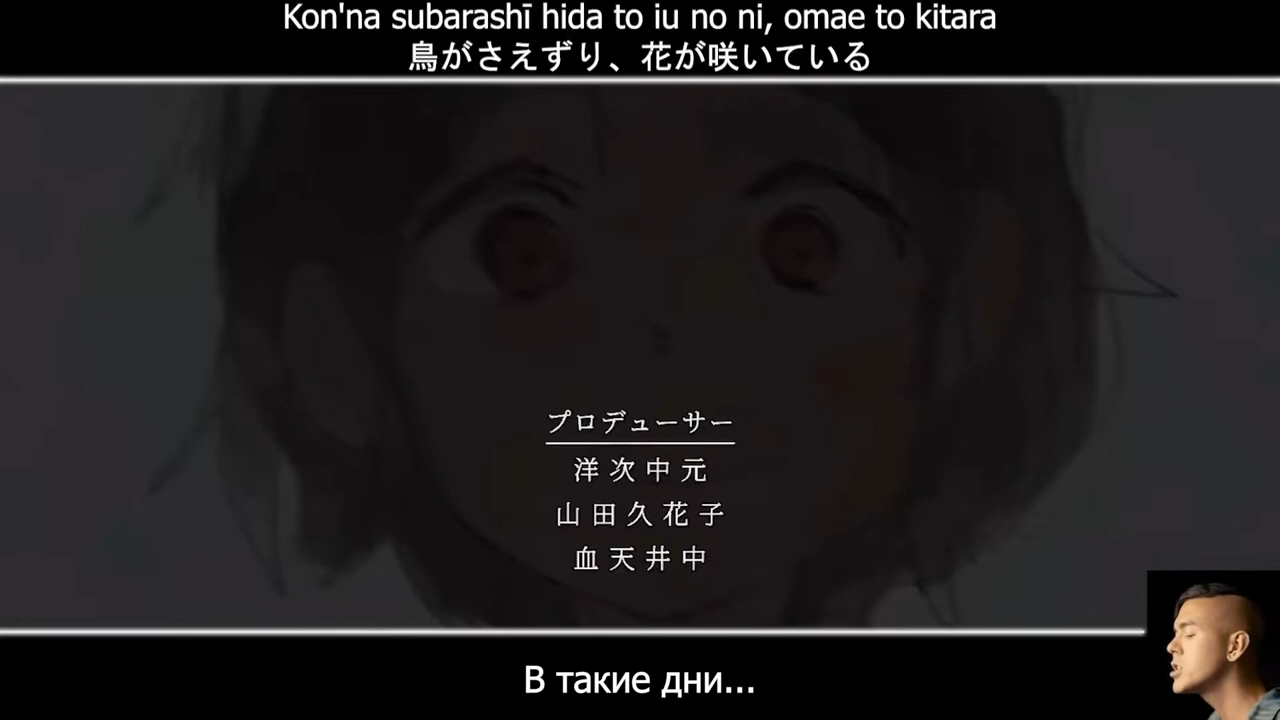 Kon'na subarashī hida to iu no ni, omae to kitara
鳥がさえずり、花が咲いている
プロデューサー
洋次中元
山田久花子
血天井中
В такие дни...